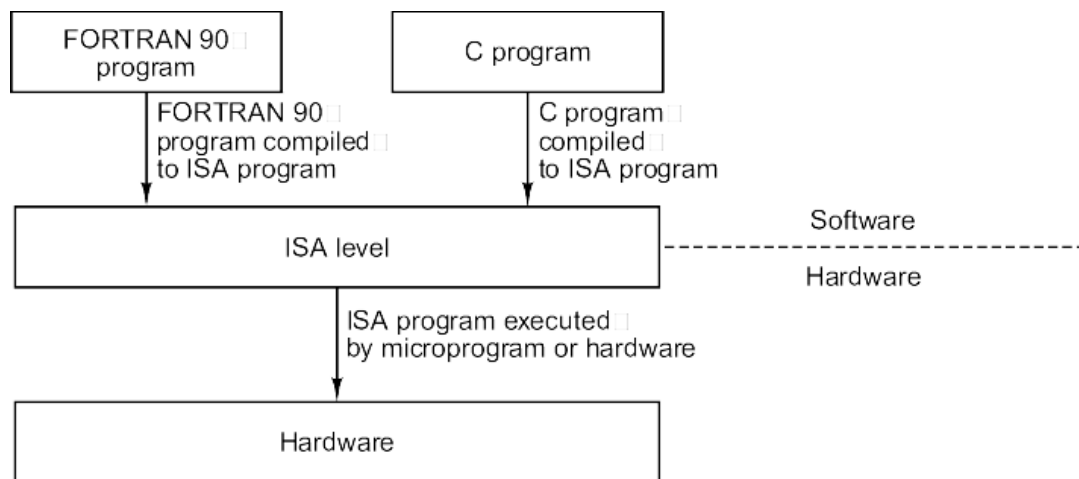 FORTRAN 90
program
C program
FORTRAN 90
program compiled
to ISA program
C program
compiled
to ISA program
ISA level
Software
Hardware
ISA program executed
by microprogram or hardware
Hardware